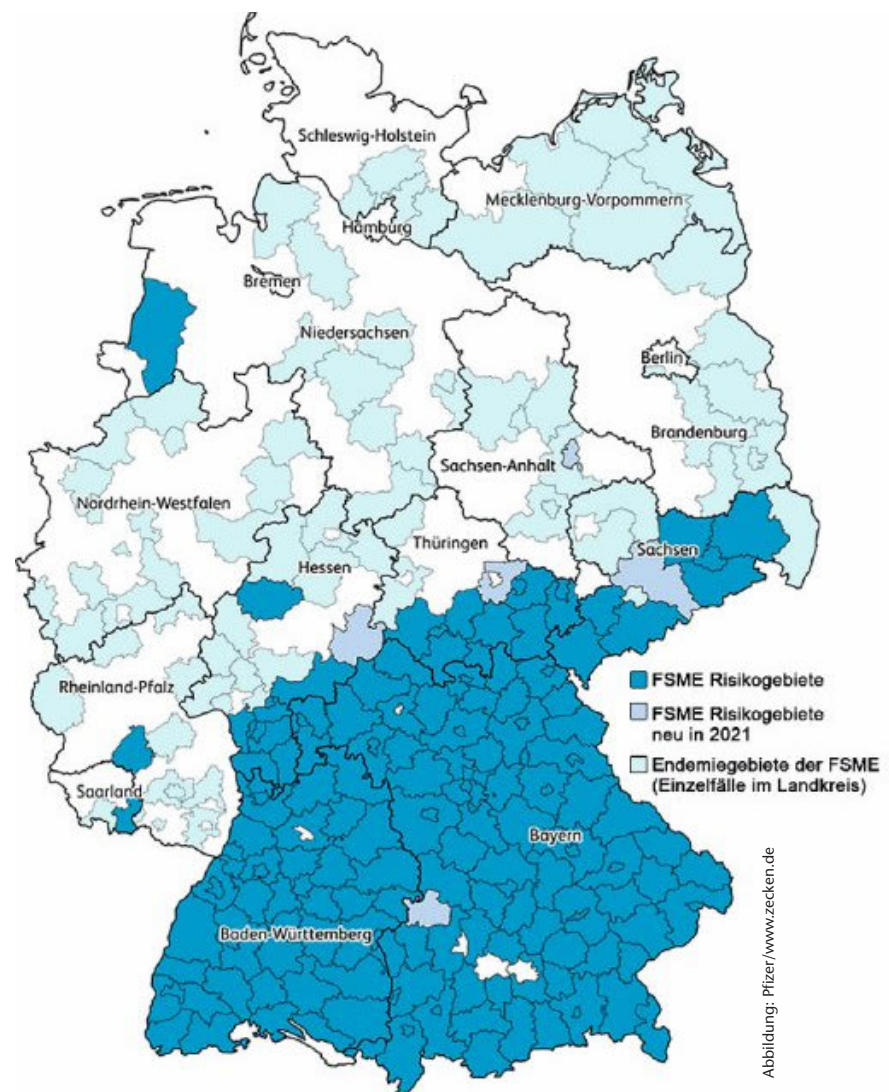 Schleswig-Holstein
Mecklenburg-Vorpommern
Hamburg
Bremen
Niedersachsen
Berlin
Brandenburg
Sachsen-Anhalt
Nordrhein-Westfalen
Thüringen
Sachsen
Hessen
Rheinland-Pfalz
FSME Risikogebiete
FSME Risikogebiete
neu in 2021
Endemiegebiete der FSME
(Einzelfälle im Landkreis)
Saarland
Bayern
Baden-Württemberg
Abbildung: Pfizer/www.zecken.de